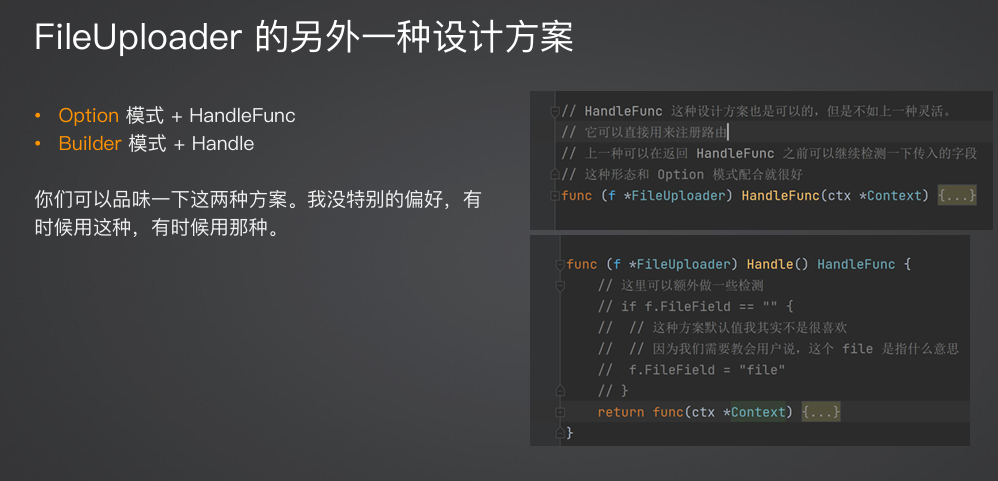 FileUploader 的另外一种设计方案
• Option 模式 + HandleFunc
• Builder 模式 + Handle
你们可以品味一下这两种方案。我没特别的偏好，有
时候用这种，有时候用那种。
// HandleFunc 这种设计方案也是可以的，但是不如上一种灵活。
// 它可以直接用来注册路由
// 上一种可以在返回 HandleFunc 之前可以继续检测一下传入的字段
// 这种形态和 Option 模式配合就很好
func (f *FileUploader) HandleFunc(ctx *Context) {...}
func (f *FileUploader) Handle() HandleFunc {
// 这里可以额外做一些检测
// if f.FileField == "" {
// // 这种方案默认值我其实不是很喜欢
// // 因为我们需要教会用户说，这个 file 是指什么意思
// f.FileField = "file"
// }
return func(ctx *Context) {...}
}